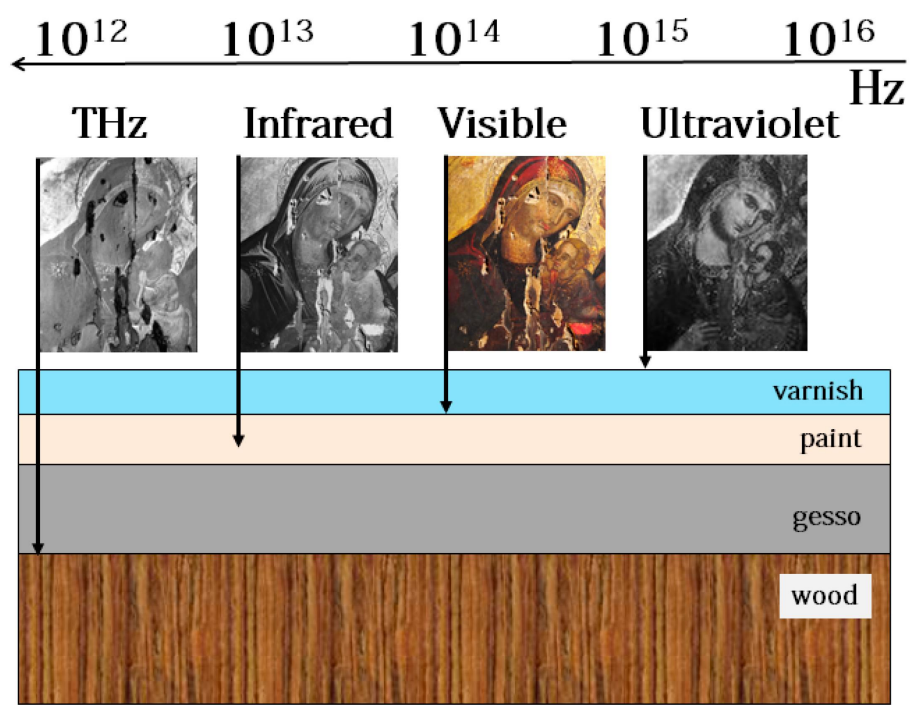 10¹² 10¹³ 10¹⁴ 10¹⁵ 10¹⁶
Hz
THz Infrared Visible Ultraviolet
varnish
paint
gesso
wood